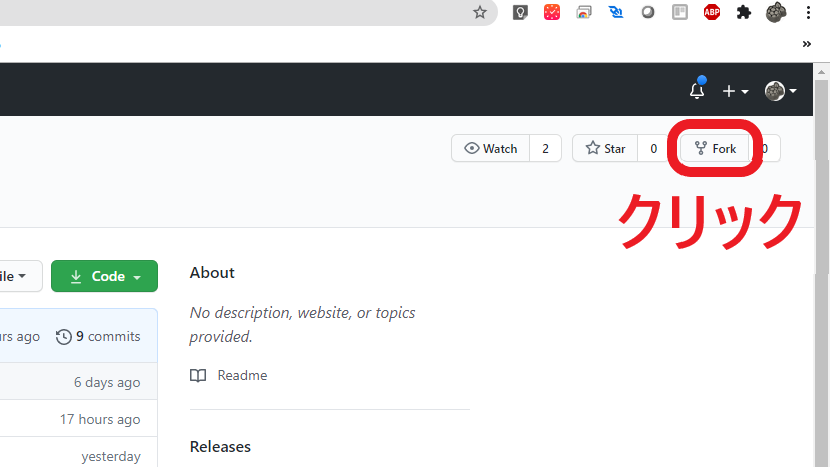 ABP
»
Watch 2 Star 0 Fork 0
クリック
ile Code
About
No description, website, or topics
provided.
urs ago 9 commits
Readme
6 days ago
17 hours ago
Releases
yesterday